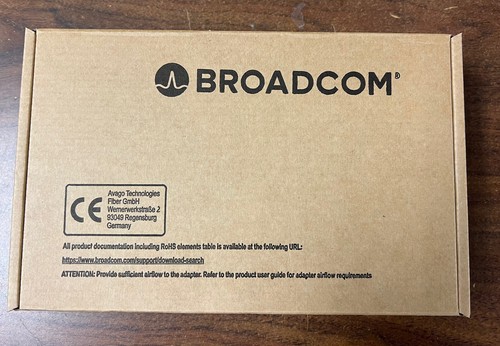 BROADCOM®
CE
Avago Technologies
Fiber GmbH
Wernerwerkstraße 2
93049 Regensburg
Germany
All product documentation including RoHS elements table is available at the following URL:
https://www.broadcom.com/support/download-search
ATTENTION: Provide sufficient airflow to the adapter. Refer to the product user guide for adapter airflow requirements